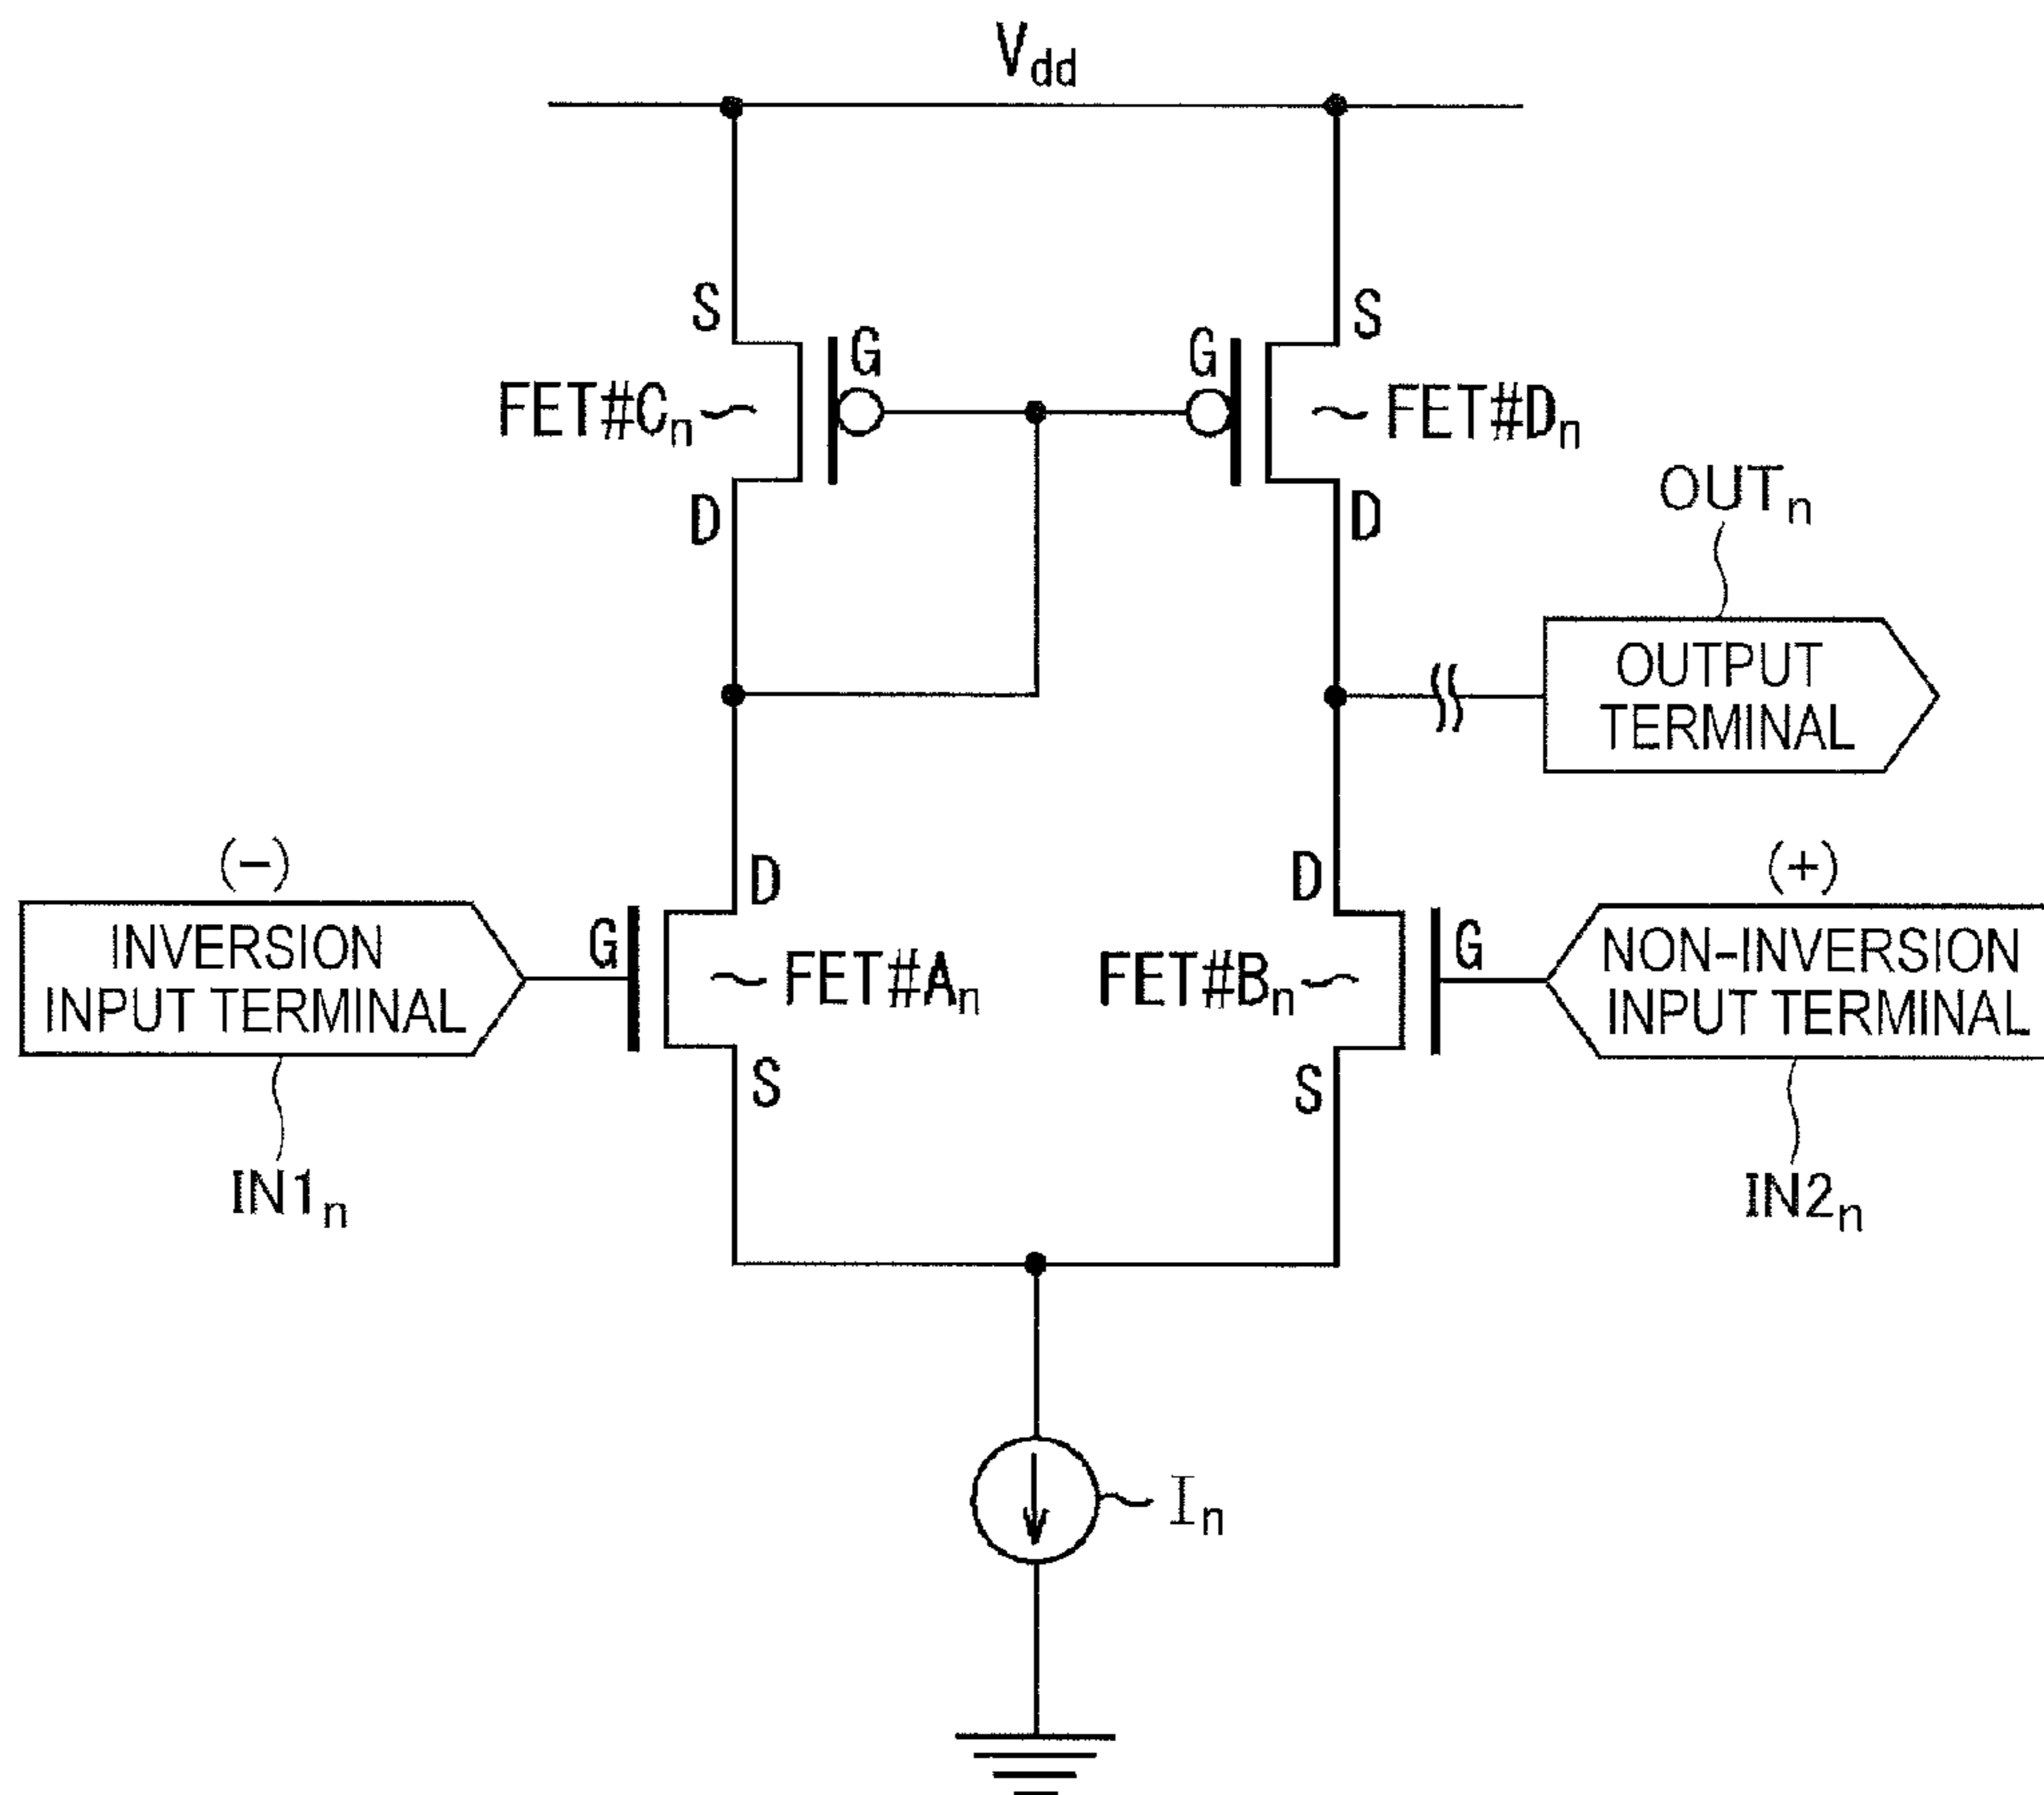 Vdd
S
G
G
S
FET#Cn
FET#Dn
D
D
OUTn
OUTPUT
TERMINAL
(-)
(+)
D
D
INVERSION
INPUT TERMINAL
G
FET#An
FET#Bn
G
NON-INVERSION
INPUT TERMINAL
S
S
IN1n
IN2n
In